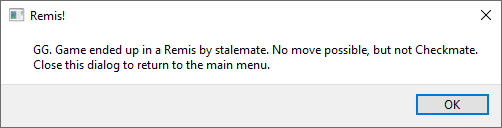 Remis!
GG. Game ended up in a Remis by stalemate. No move possible, but not Checkmate.
Close this dialog to return to the main menu.
OK